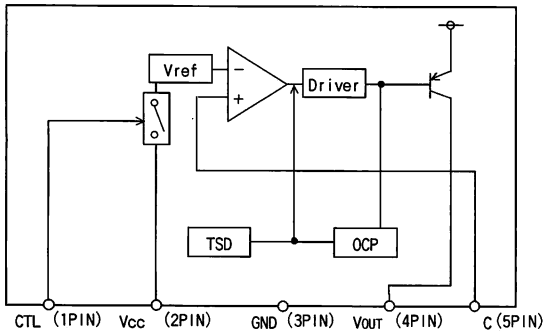 Vref
−
+
Driver
TSD
OCP
CTL (1PIN)
Vcc (2PIN)
GND (3PIN)
VOUT (4PIN)
C (5PIN)